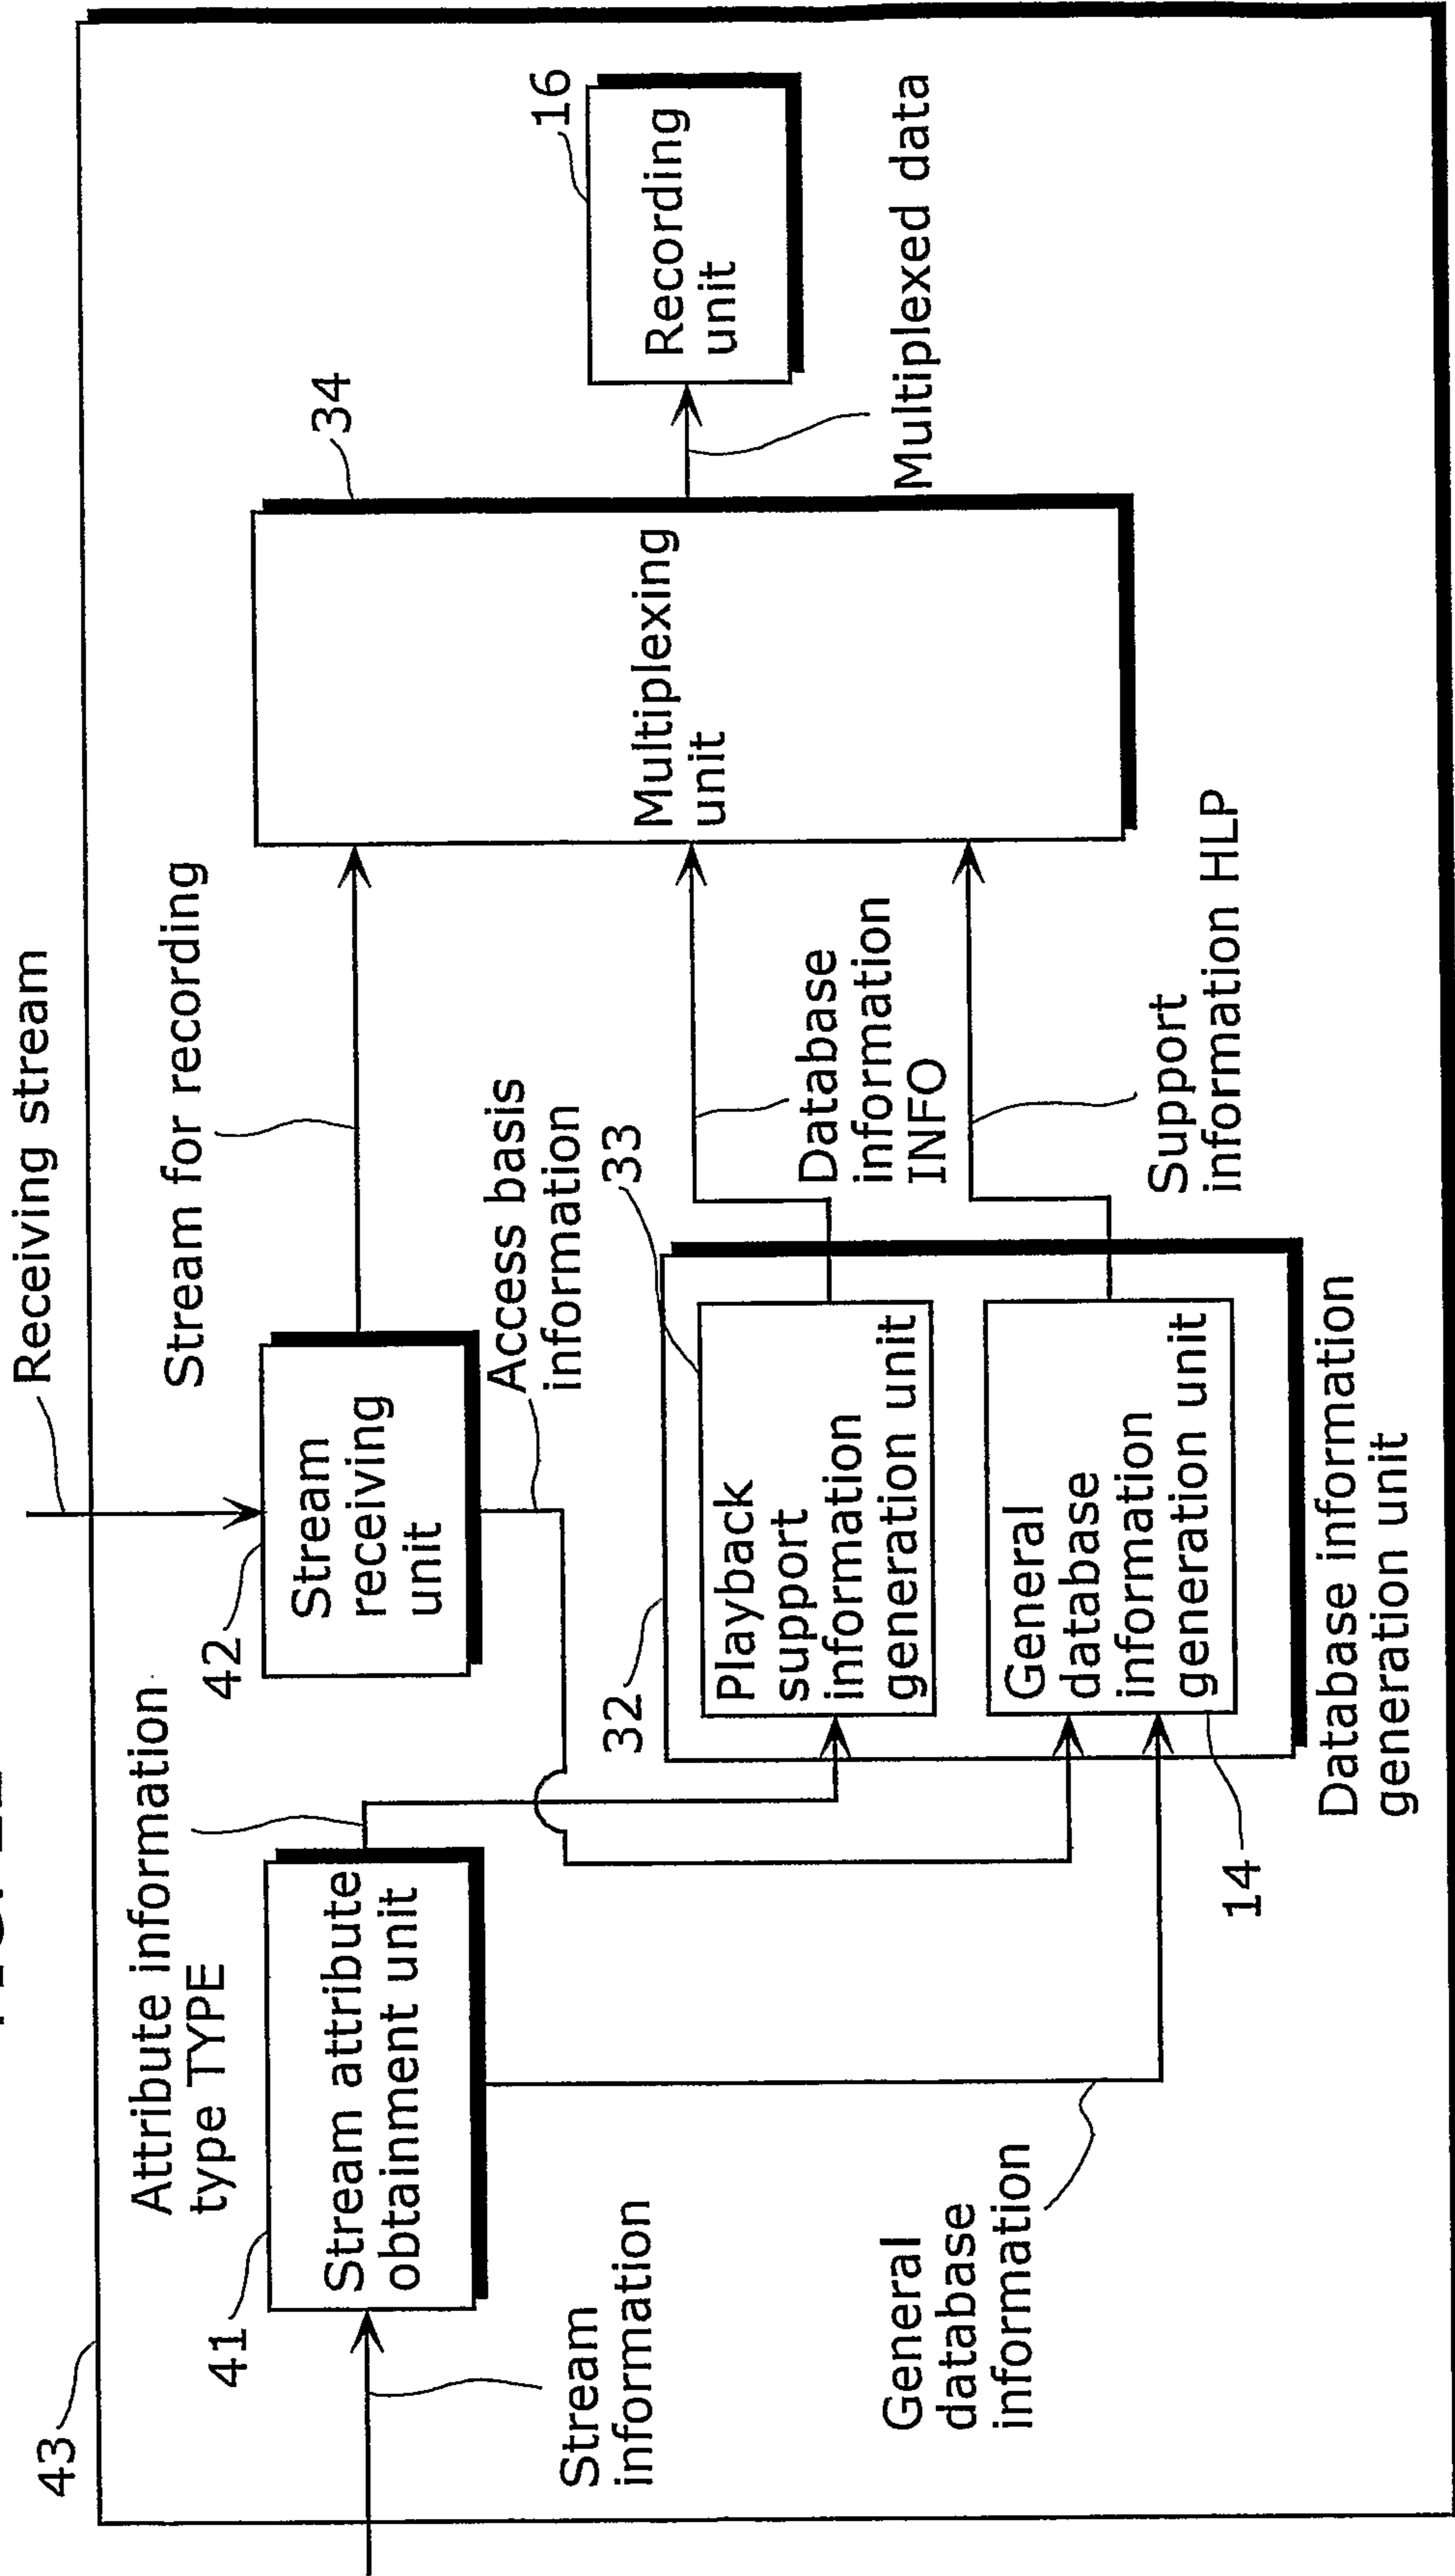 43
Receiving stream
Attribute information
type TYPE
Stream for recording
41
42
34
16
Stream attribute
obtainment unit
Stream
receiving
unit
Access basis
information
Stream
information
32
33
Playback
support
information
generation unit
Multiplexing
unit
Recording
unit
Database
information
INFO
Multiplexed data
General
database
information
General
database
information
generation unit
Support
information HLP
14
Database information
generation unit